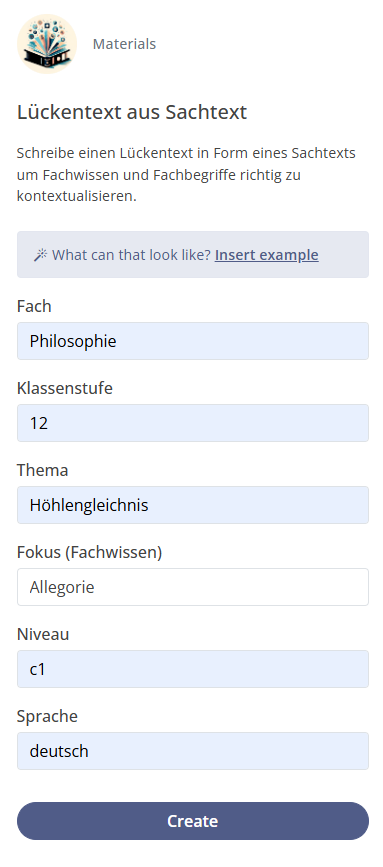 Materials
Lückentext aus Sachtext
Schreibe einen Lückentext in Form eines Sachtexts
um Fachwissen und Fachbegriffe richtig zu
kontextualisieren.
What can that look like? Insert example
Fach
Philosophie
Klassenstufe
12
Thema
Höhlengleichnis
Fokus (Fachwissen)
Allegorie
Niveau
c1
Sprache
deutsch
Create